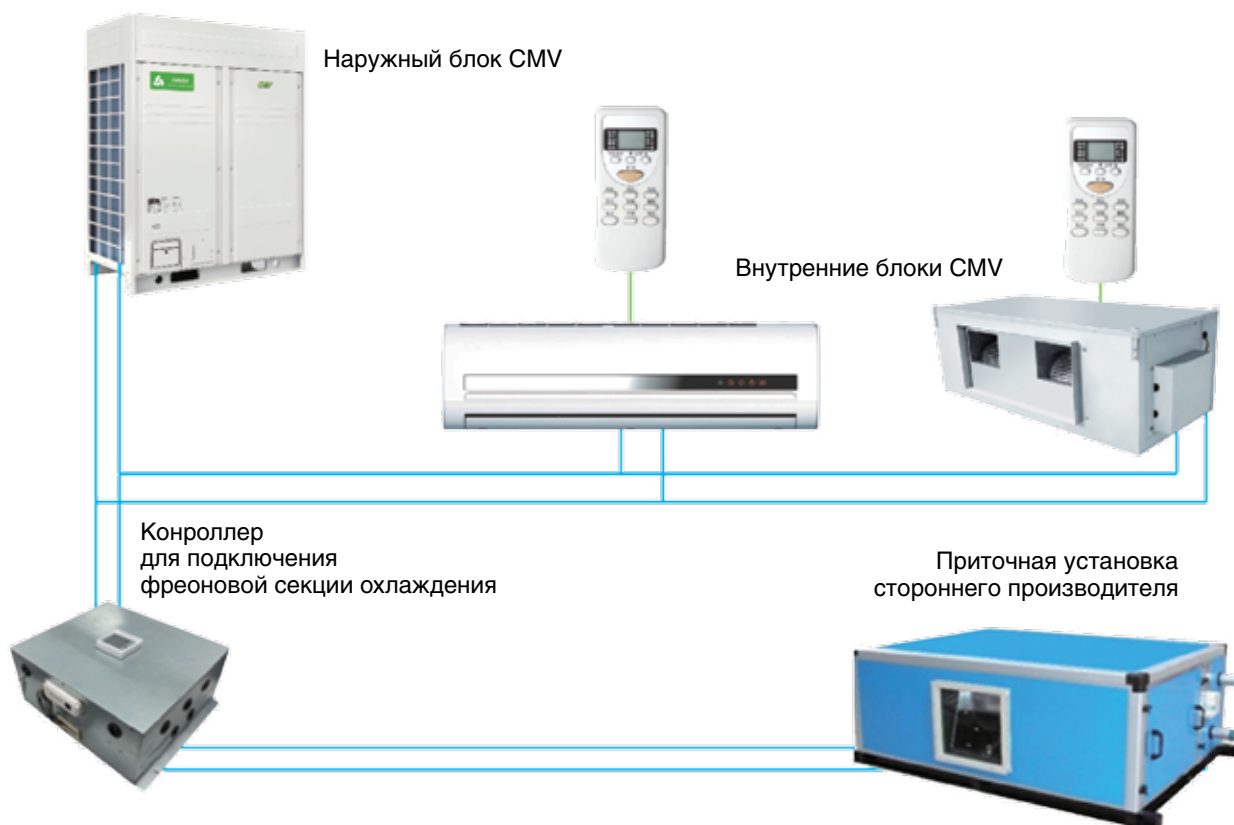 Наружный блок CMV
Внутренние блоки CMV
Конроллер
для подключения
фреоновой секции охлаждения
Приточная установка
стороннего производителя